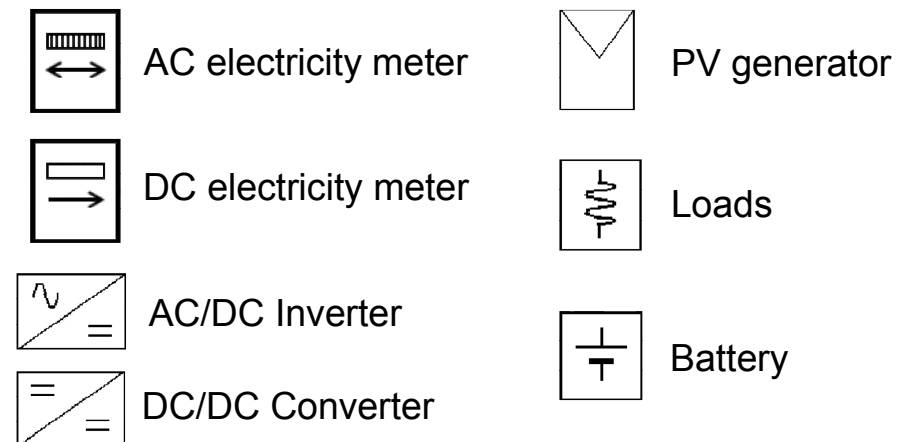 AC electricity meter
DC electricity meter
AC/DC Inverter
DC/DC Converter
PV generator
Loads
Battery